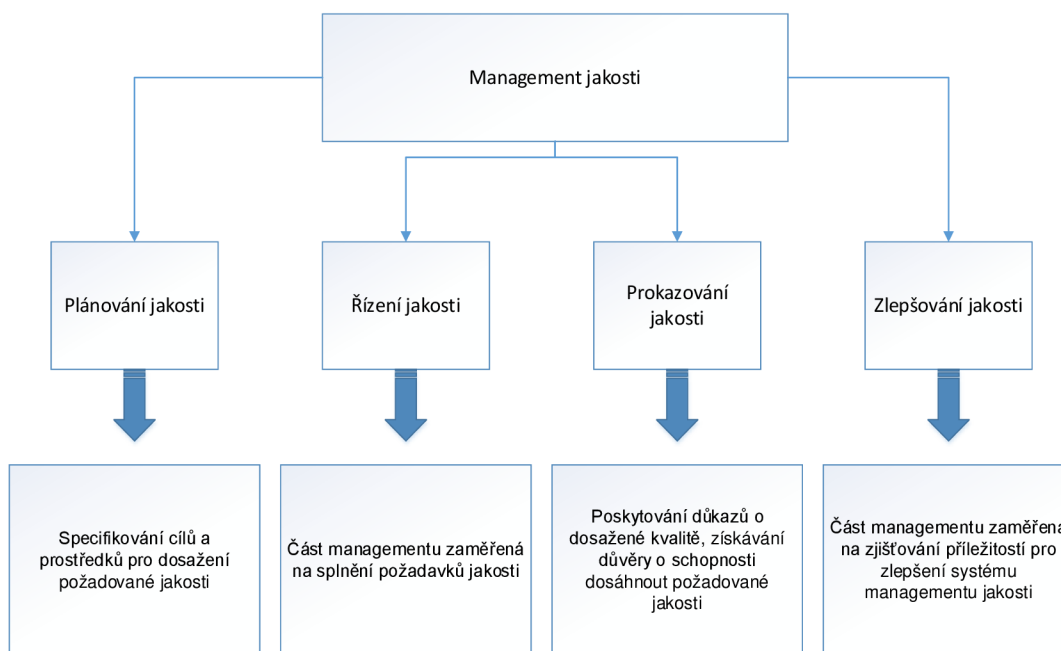 Management jakosti
Plánování jakosti
Řízení jakosti
Prokazování
jakosti
Zlepšování jakosti
Specifikování cílů a
prostředků pro dosažení
požadované jakosti
Část managementu zaměřená
na splnění požadavků jakosti
Poskytování důkazů o
dosažené kvalitě, získávání
důvěry o schopnosti
dosáhnout požadované
jakosti
Část managementu zaměřená
na zjišťování příležitostí pro
zlepšení systému
managementu jakosti